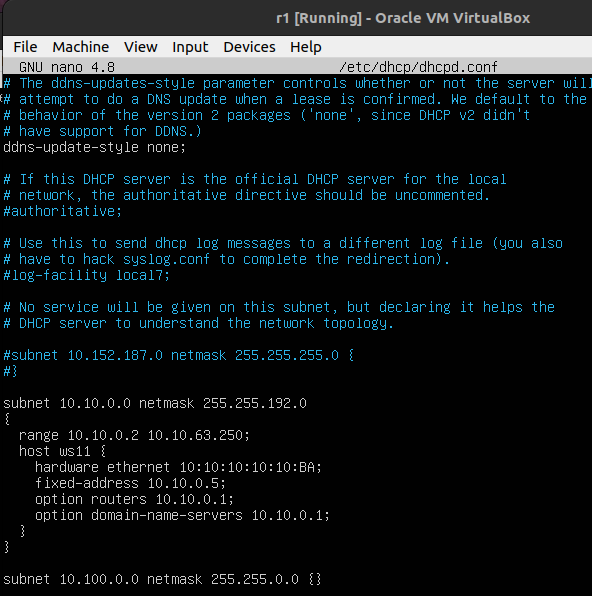 r1 [Running] - Oracle VM VirtualBox
File Machine View Input Devices Help
GNU nano 4.8 /etc/dhcp/dhcpd.conf
# The ddns-updates-style parameter controls whether or not the server will
# attempt to do a DNS update when a lease is confirmed. We default to the
# behavior of the version 2 packages ('none', since DHCP v2 didn't
# have support for DDNS.)
ddns-update-style none;

# If this DHCP server is the official DHCP server for the local
# network, the authoritative directive should be uncommented.
#authoritative;

# Use this to send dhcp log messages to a different log file (you also
# have to hack syslog.conf to complete the redirection).
#log-facility local7;

# No service will be given on this subnet, but declaring it helps the
# DHCP server to understand the network topology.

#subnet 10.152.187.0 netmask 255.255.255.0 {
#}

subnet 10.10.0.0 netmask 255.255.192.0
{
  range 10.10.0.2 10.10.63.250;
  host ws11 {
    hardware ethernet 10:10:10:10:10:BA;
    fixed-address 10.10.0.5;
    option routers 10.10.0.1;
    option domain-name-servers 10.10.0.1;
  }
}

subnet 10.100.0.0 netmask 255.255.0.0 {}